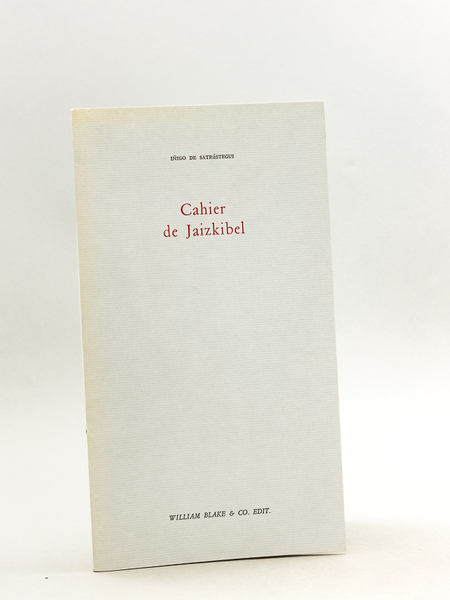 IÑIGO DE SATRÚSTEGUI
Cahier
de Jaizkibel
WILLIAM BLAKE & CO. EDIT.